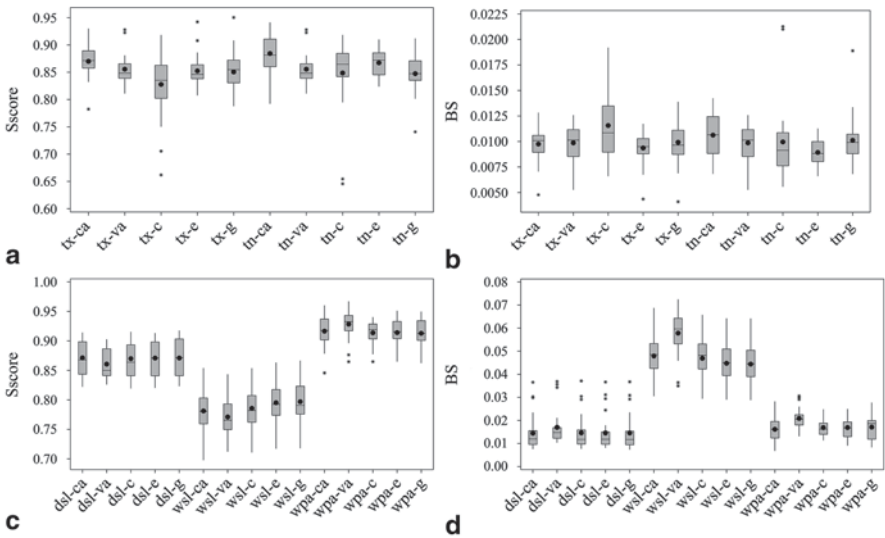 0.95
0.90
0.85
0.80
0.75
0.70
0.65
0.60
Sscore
tx-ca tx-va tx-c tx-e tx-g tn-ca tn-va tn-c tn-e tn-g
a
0.0225
0.0200
0.0175
0.0150
0.0125
0.0100
0.0075
0.0050
BS
tx-ca tx-va tx-c tx-e tx-g tn-ca tn-va tn-c tn-e tn-g
b
1.00
0.95
0.90
0.85
0.80
0.75
0.70
Sscore
dsl-ca dsl-va dsl-c dsl-e dsl-g wsl-ca wsl-va wsl-c wsl-e wsl-g wpa-ca wpa-va wpa-c wpa-e wpa-g
c
0.08
0.07
0.06
0.05
0.04
0.03
0.02
0.01
0.00
BS
dsl-ca dsl-va dsl-c dsl-e dsl-g wsl-ca wsl-va wsl-c wsl-e wsl-g wpa-ca wpa-va wpa-c wpa-e wpa-g
d